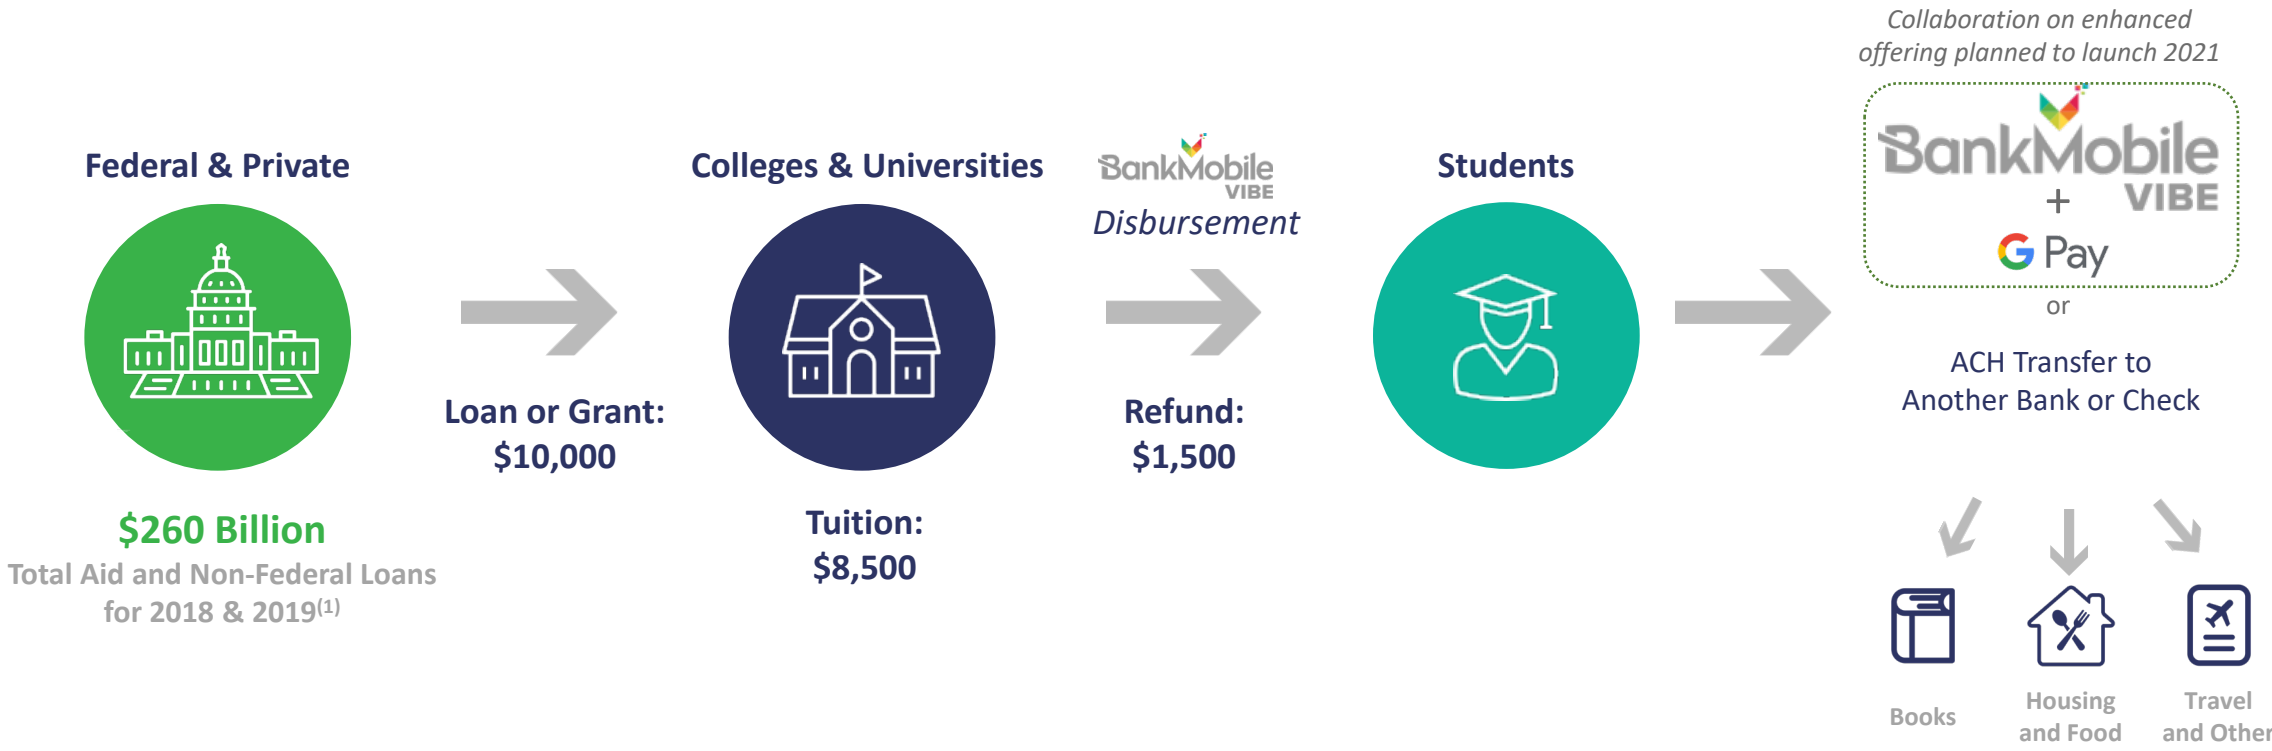 Collaboration on enhanced
offering planned to launch 2021
Federal & Private
$260 Billion
Total Aid and Non-Federal Loans
for 2018 & 2019(1)
Loan or Grant:
$10,000
Colleges & Universities
Tuition:
$8,500
BankMobile
VIBE
Disbursement
Refund:
$1,500
Students
BankMobile
VIBE
+
G Pay
or
ACH Transfer to
Another Bank or Check
Books
Housing
and Food
Travel
and Other